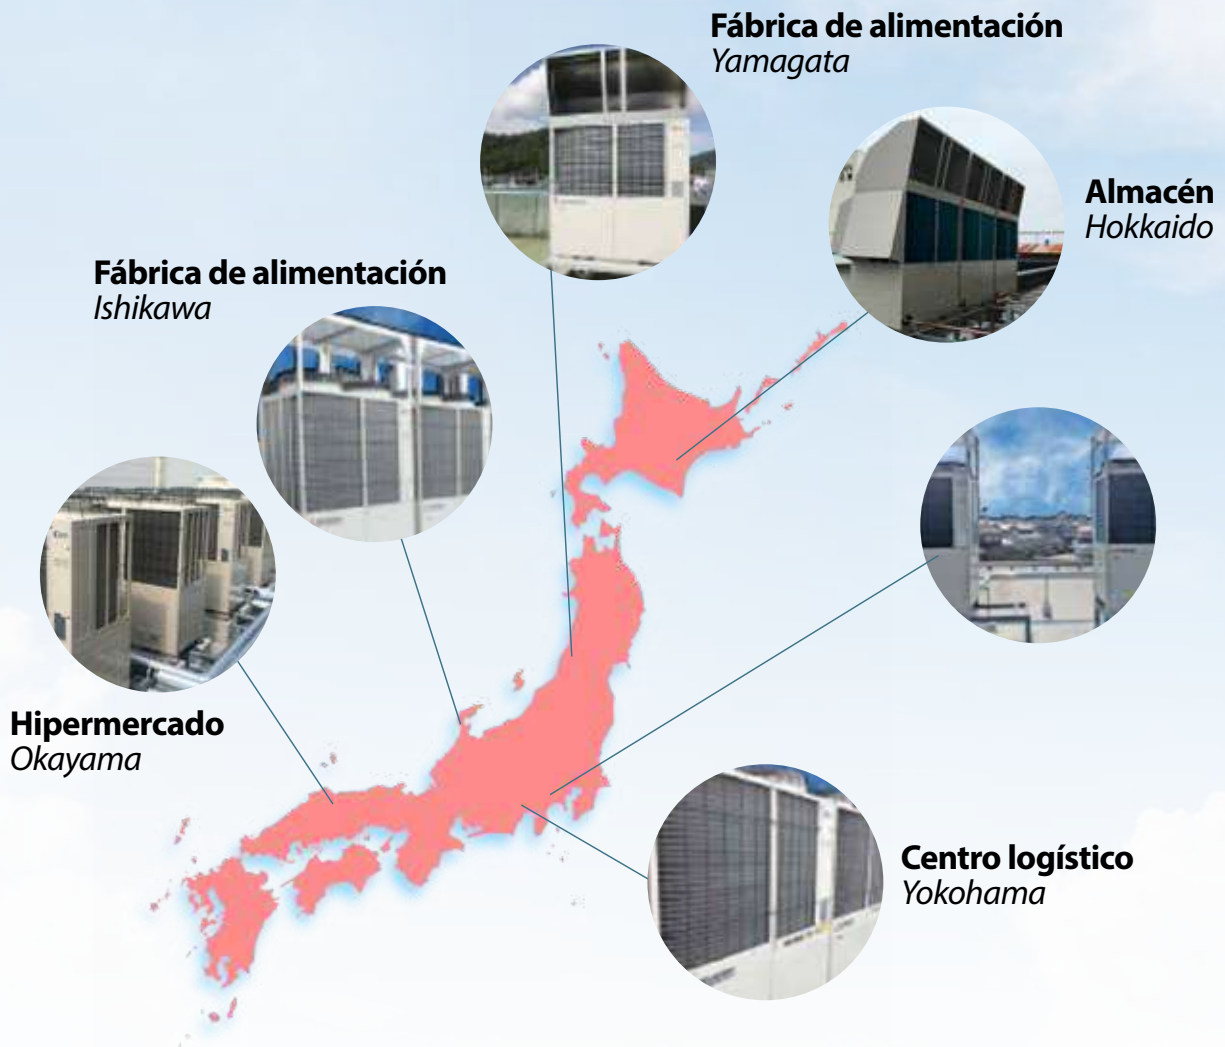 Fábrica de alimentación
Yamagata
Almacén
Hokkaido
Fábrica de alimentación
Ishikawa
Hipermercado
Okayama
Centro logístico
Yokohama